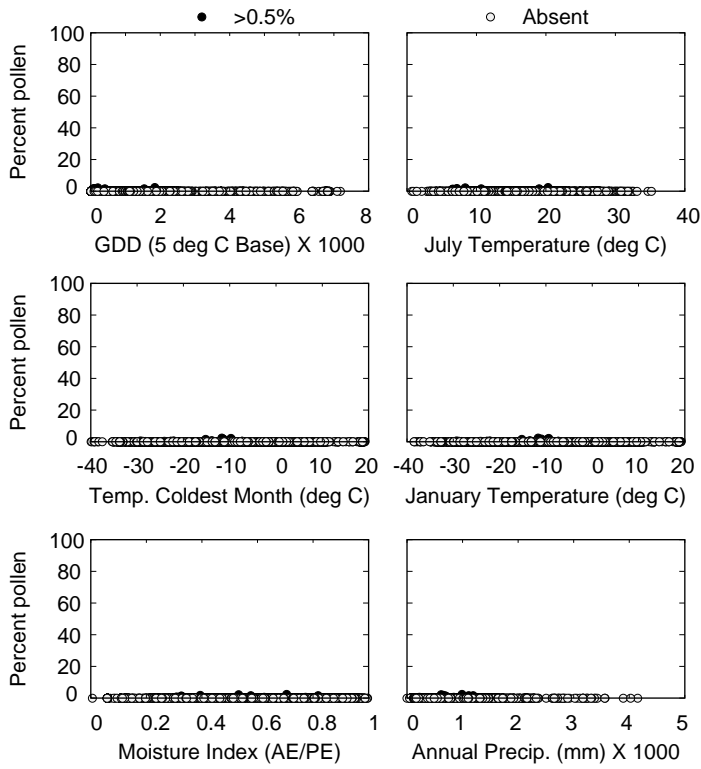 >0.5% Absent
100
80
60
40
20
0
Percent pollen
0 2 4 6 8
GDD (5 deg C Base) X 1000
0 10 20 30 40
July Temperature (deg C)
100
80
60
40
20
0
Percent pollen
-40 -30 -20 -10 0 10 20
Temp. Coldest Month (deg C)
-40 -30 -20 -10 0 10 20
January Temperature (deg C)
100
80
60
40
20
0
Percent pollen
0 0.2 0.4 0.6 0.8 1
Moisture Index (AE/PE)
0 1 2 3 4 5
Annual Precip. (mm) X 1000